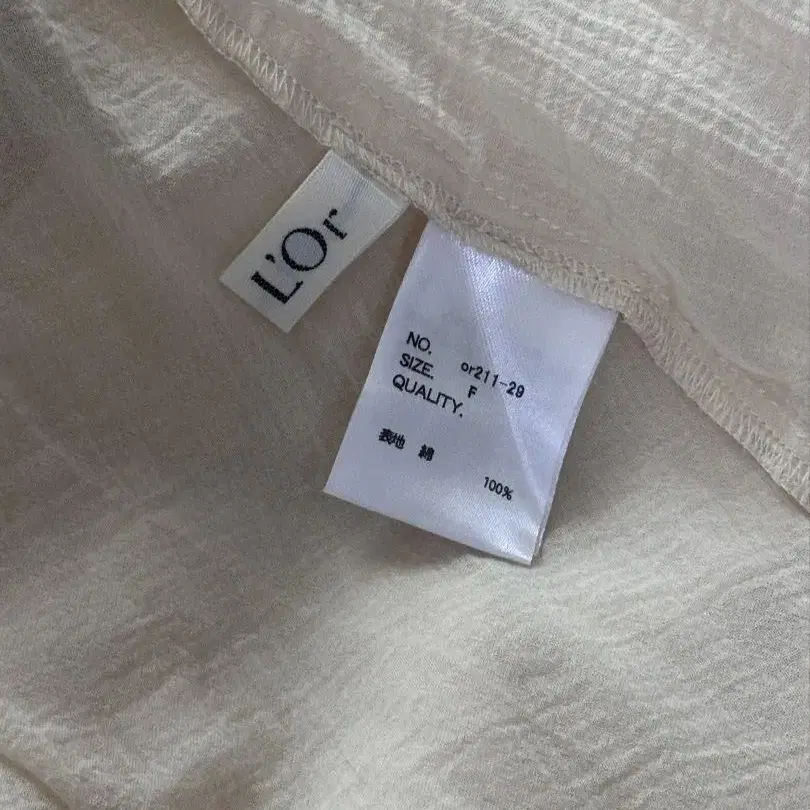 L'Or
NO. or211-29
SIZE. F
QUALITY.
表地 綿
100%